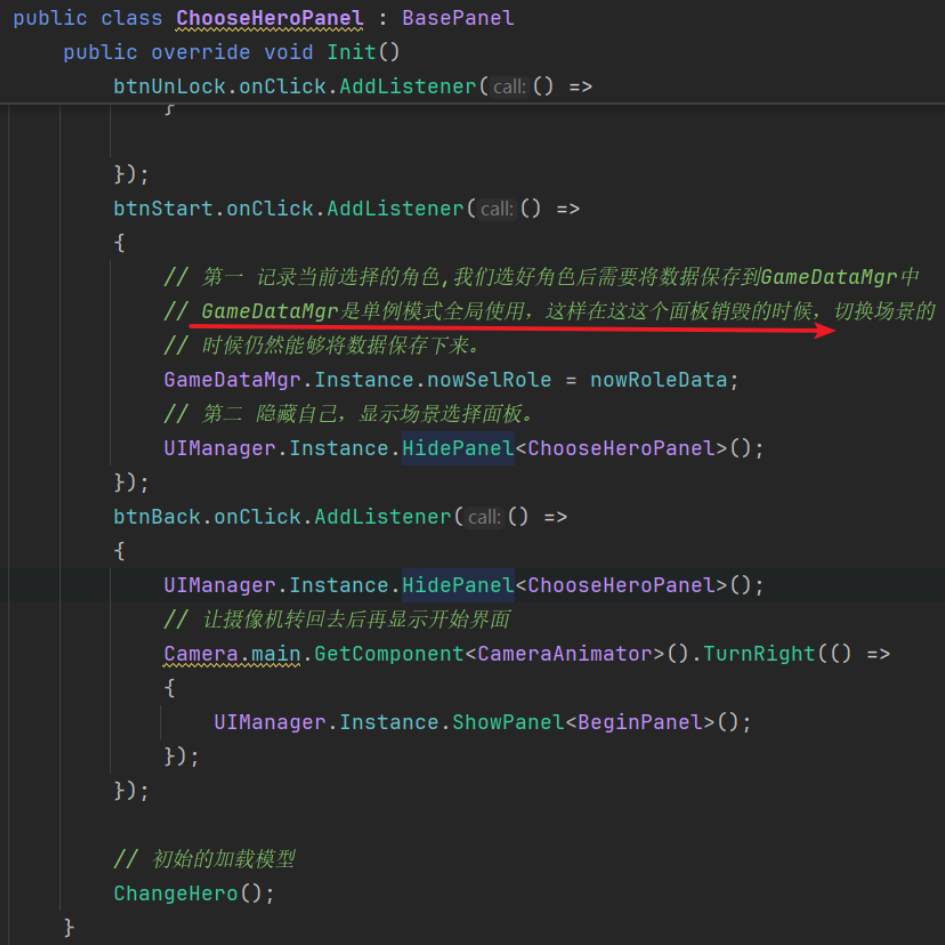 public class ChooseHeroPanel : BasePanel
public override void Init()
btnUnLock.onClick.AddListener(call:() =>
}
});
btnStart.onClick.AddListener(call:() =>
{
// 第一 记录当前选择的角色,我们选好角色后需要将数据保存到GameDataMgr中
// GameDataMgr是单例模式全局使用，这样在这这个面板销毁的时候，切换场景的
// 时候仍然能够将数据保存下来。
GameDataMgr.Instance.nowSelRole = nowRoleData;
// 第二 隐藏自己，显示场景选择面板。
UIManager.Instance.HidePanel<ChooseHeroPanel>();
});
btnBack.onClick.AddListener(call:() =>
{
UIManager.Instance.HidePanel<ChooseHeroPanel>();
// 让摄像机转回去后再显示开始界面
Camera.main.GetComponent<CameraAnimator>().TurnRight(() =>
{
UIManager.Instance.ShowPanel<BeginPanel>();
});
});
// 初始的加载模型
ChangeHero();
}